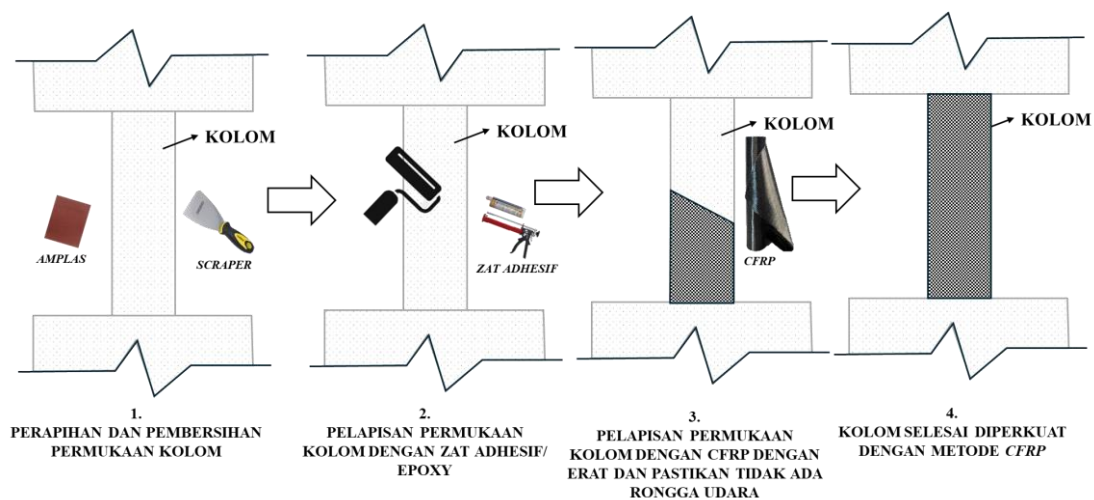 KOLOM
AMPLAS
SCRAPER
1.
PERAPIHAN DAN PEMBERSIHAN
PERMUKAAN KOLOM
KOLOM
ZAT ADHESIF
2.
PELAPISAN PERMUKAAN
KOLOM DENGAN ZAT ADHESIF/
EPOXY
KOLOM
CFRP
3.
PELAPISAN PERMUKAAN
KOLOM DENGAN CFRP DENGAN
ERAT DAN PASTIKAN TIDAK ADA
RONGGA UDARA
KOLOM
4.
KOLOM SELESAI DIPERKUAT
DENGAN METODE CFRP